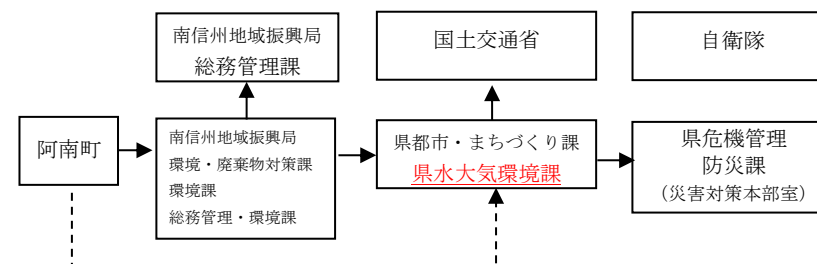 南信州地域振興局
総務管理課
国土交通省
自衛隊
阿南町
南信州地域振興局
環境・廃棄物対策課
環境課
総務管理・環境課
県都市・まちづくり課
県水大気環境課
県危機管理
防災課
（災害対策本部室）